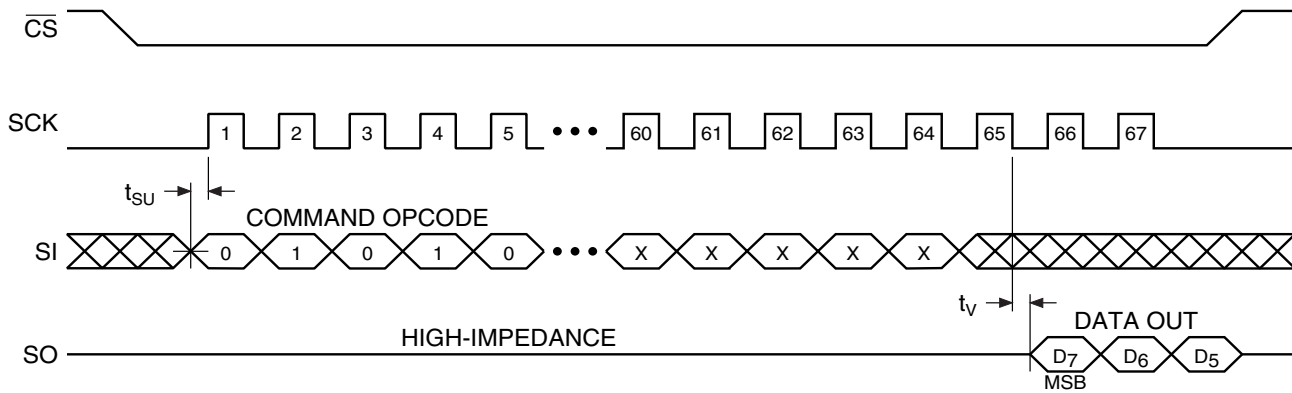 CS
SCK 1 2 3 4 5 • • • 60 61 62 63 64 65 66 67
tSU
COMMAND OPCODE
SI 0 1 0 1 0 • • • X X X X X
tV
DATA OUT
HIGH-IMPEDANCE
SO D7 D6 D5
MSB